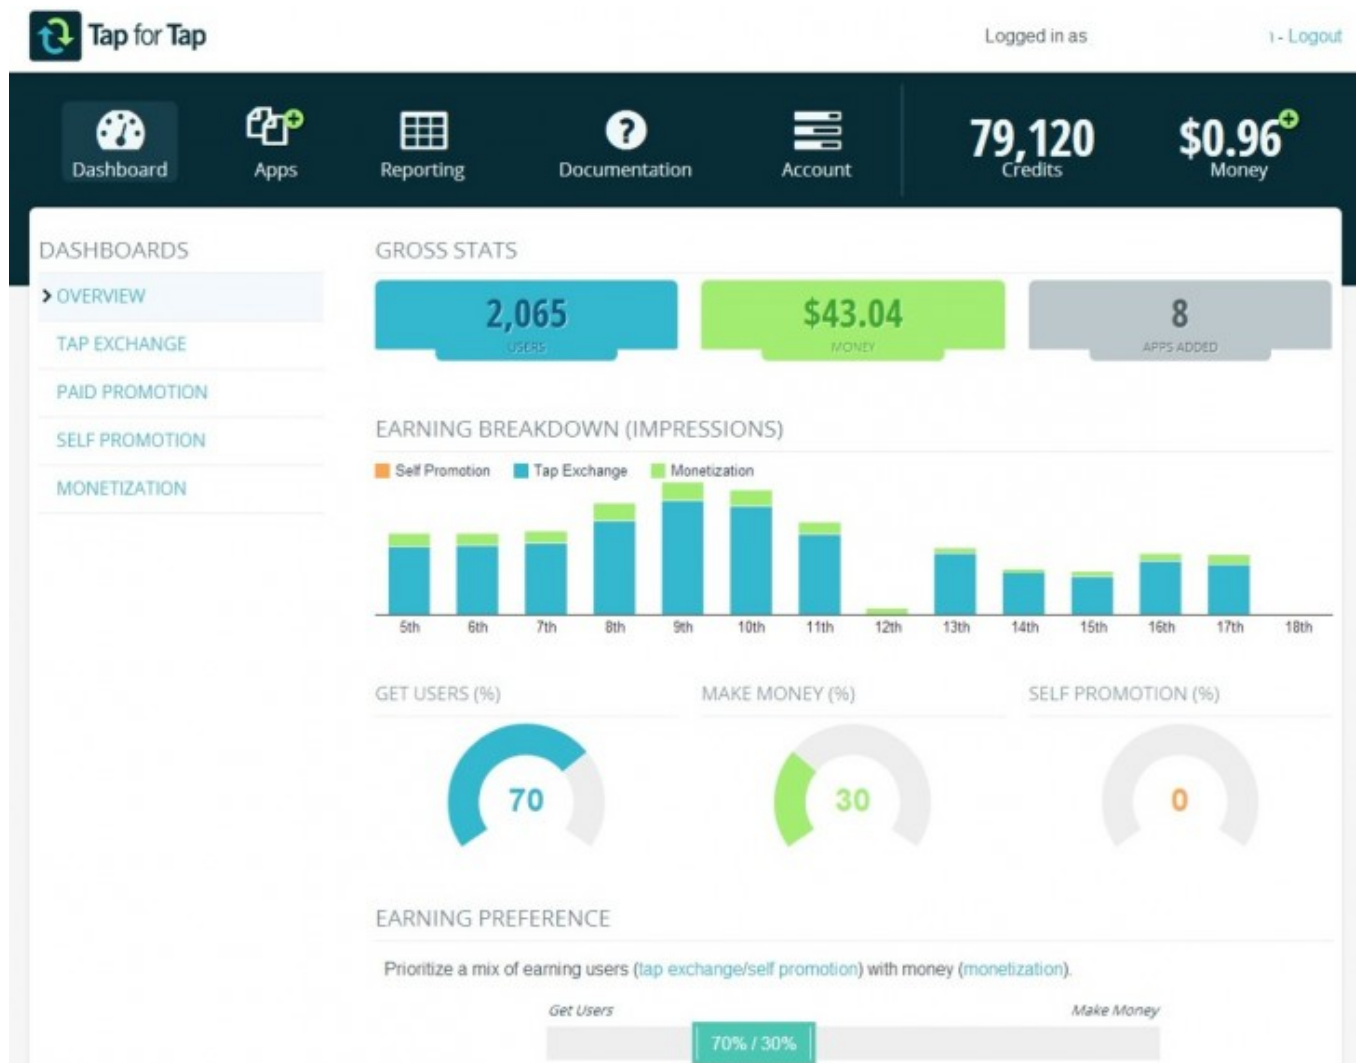 Tap for Tap
Logged in as
- Logout
Dashboard
Apps
Reporting
Documentation
Account
79,120
Credits
$0.96
Money
DASHBOARDS
OVERVIEW
TAP EXCHANGE
PAID PROMOTION
SELF PROMOTION
MONETIZATION
GROSS STATS
2,065
USERS
$43.04
MONEY
8
APPS ADDED
EARNING BREAKDOWN (IMPRESSIONS)
Self Promotion Tap Exchange Monetization
5th 6th 7th 8th 9th 10th 11th 12th 13th 14th 15th 16th 17th 18th
GET USERS (%)
70
MAKE MONEY (%)
30
SELF PROMOTION (%)
0
EARNING PREFERENCE
Prioritize a mix of earning users (tap exchange/self promotion) with money (monetization).
Get Users
Make Money
70% / 30%